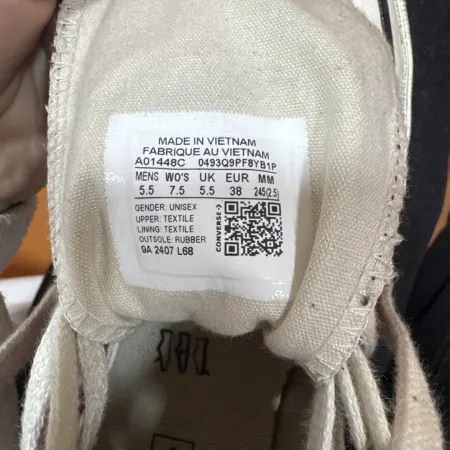 MADE IN VIETNAM
FABRIQUE AU VIETNAM
A01448C 0493Q9PF8YB1P
MENS WO'S UK EUR MM
5.5 7.5 5.5 38 245(2.5)
GENDER: UNISEX
UPPER: TEXTILE
LINING: TEXTILE
OUTSOLE: RUBBER
9A 2407 L68
CONVERSE